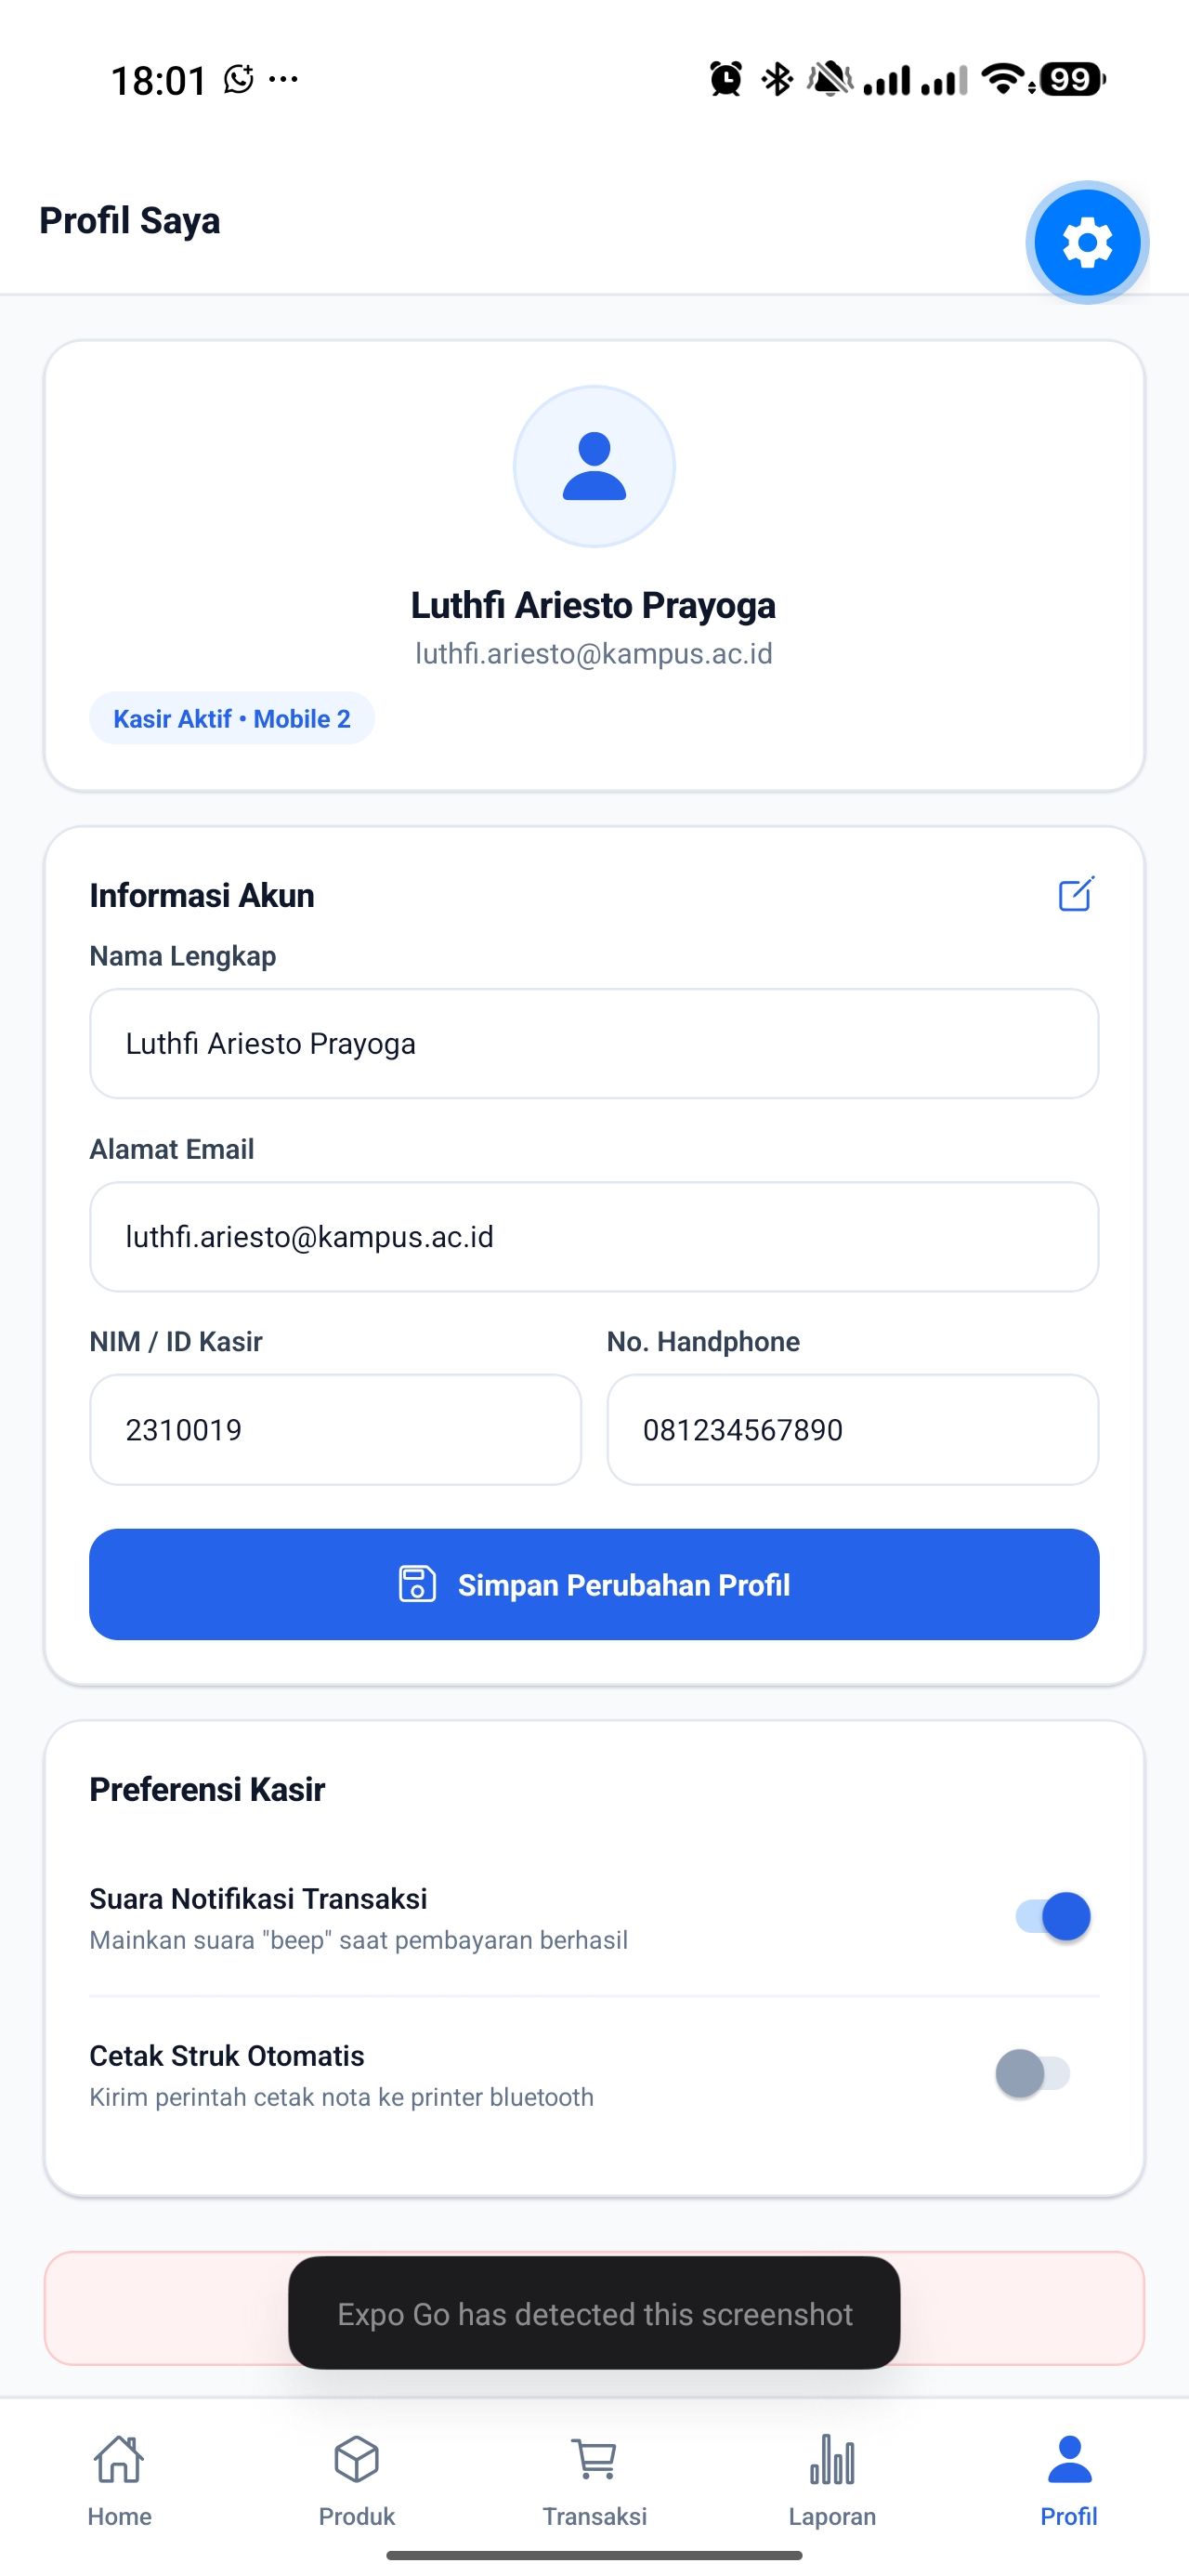 18:01
99
Profil Saya
Luthfi Ariesto Prayoga
luthfi.ariesto@kampus.ac.id
Kasir Aktif • Mobile 2
Informasi Akun
Nama Lengkap
Luthfi Ariesto Prayoga
Alamat Email
luthfi.ariesto@kampus.ac.id
NIM / ID Kasir
No. Handphone
2310019
081234567890
Simpan Perubahan Profil
Preferensi Kasir
Suara Notifikasi Transaksi
Mainkan suara "beep" saat pembayaran berhasil
Cetak Struk Otomatis
Kirim perintah cetak nota ke printer bluetooth
Expo Go has detected this screenshot
Home
Produk
Transaksi
Laporan
Profil